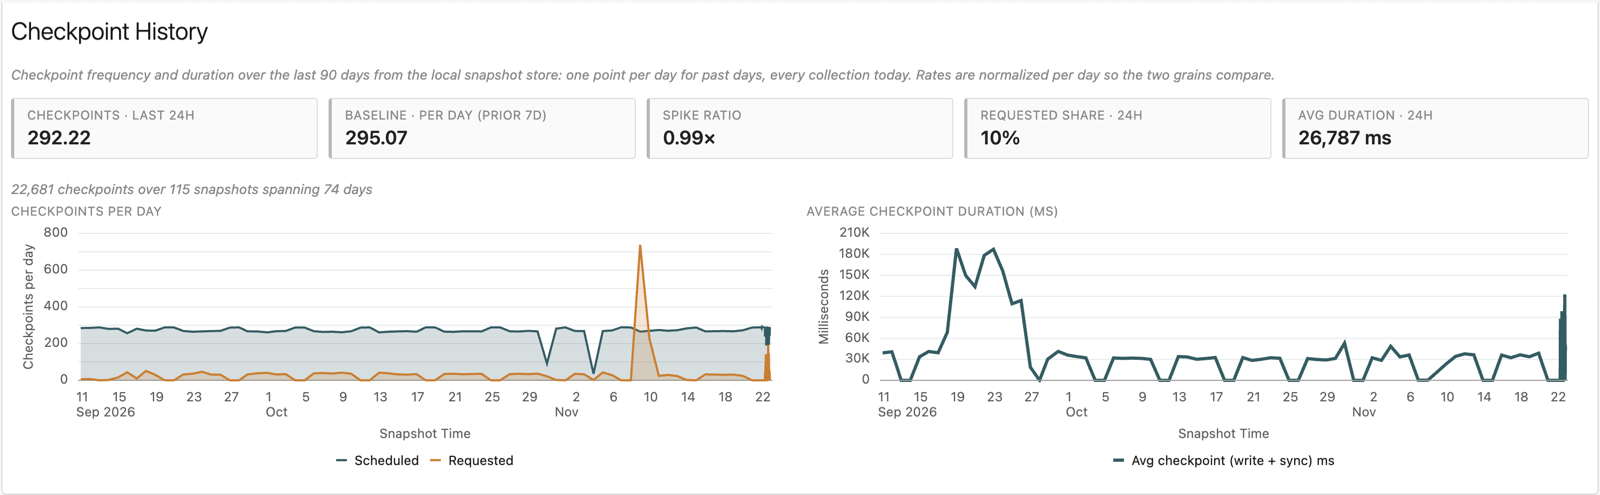 Checkpoint History
Checkpoint frequency and duration over the last 90 days from the local snapshot store: one point per day for past days, every collection today. Rates are normalized per day so the two grains compare.
CHECKPOINTS · LAST 24H
292.22
BASELINE · PER DAY (PRIOR 7D)
295.07
SPIKE RATIO
0.99×
REQUESTED SHARE · 24H
10%
AVG DURATION · 24H
26,787 ms
22,681 checkpoints over 115 snapshots spanning 74 days
CHECKPOINTS PER DAY
800
600
400
200
0
Checkpoints per day
11 15 19 23 27 1 5 9 13 17 21 25 29 2 6 10 14 18 22
Sep 2026 Oct Nov
Snapshot Time
Scheduled Requested
AVERAGE CHECKPOINT DURATION (MS)
210K
180K
150K
120K
90K
60K
30K
0
Milliseconds
11 15 19 23 27 1 5 9 13 17 21 25 29 2 6 10 14 18 22
Sep 2026 Oct Nov
Snapshot Time
Avg checkpoint (write + sync) ms